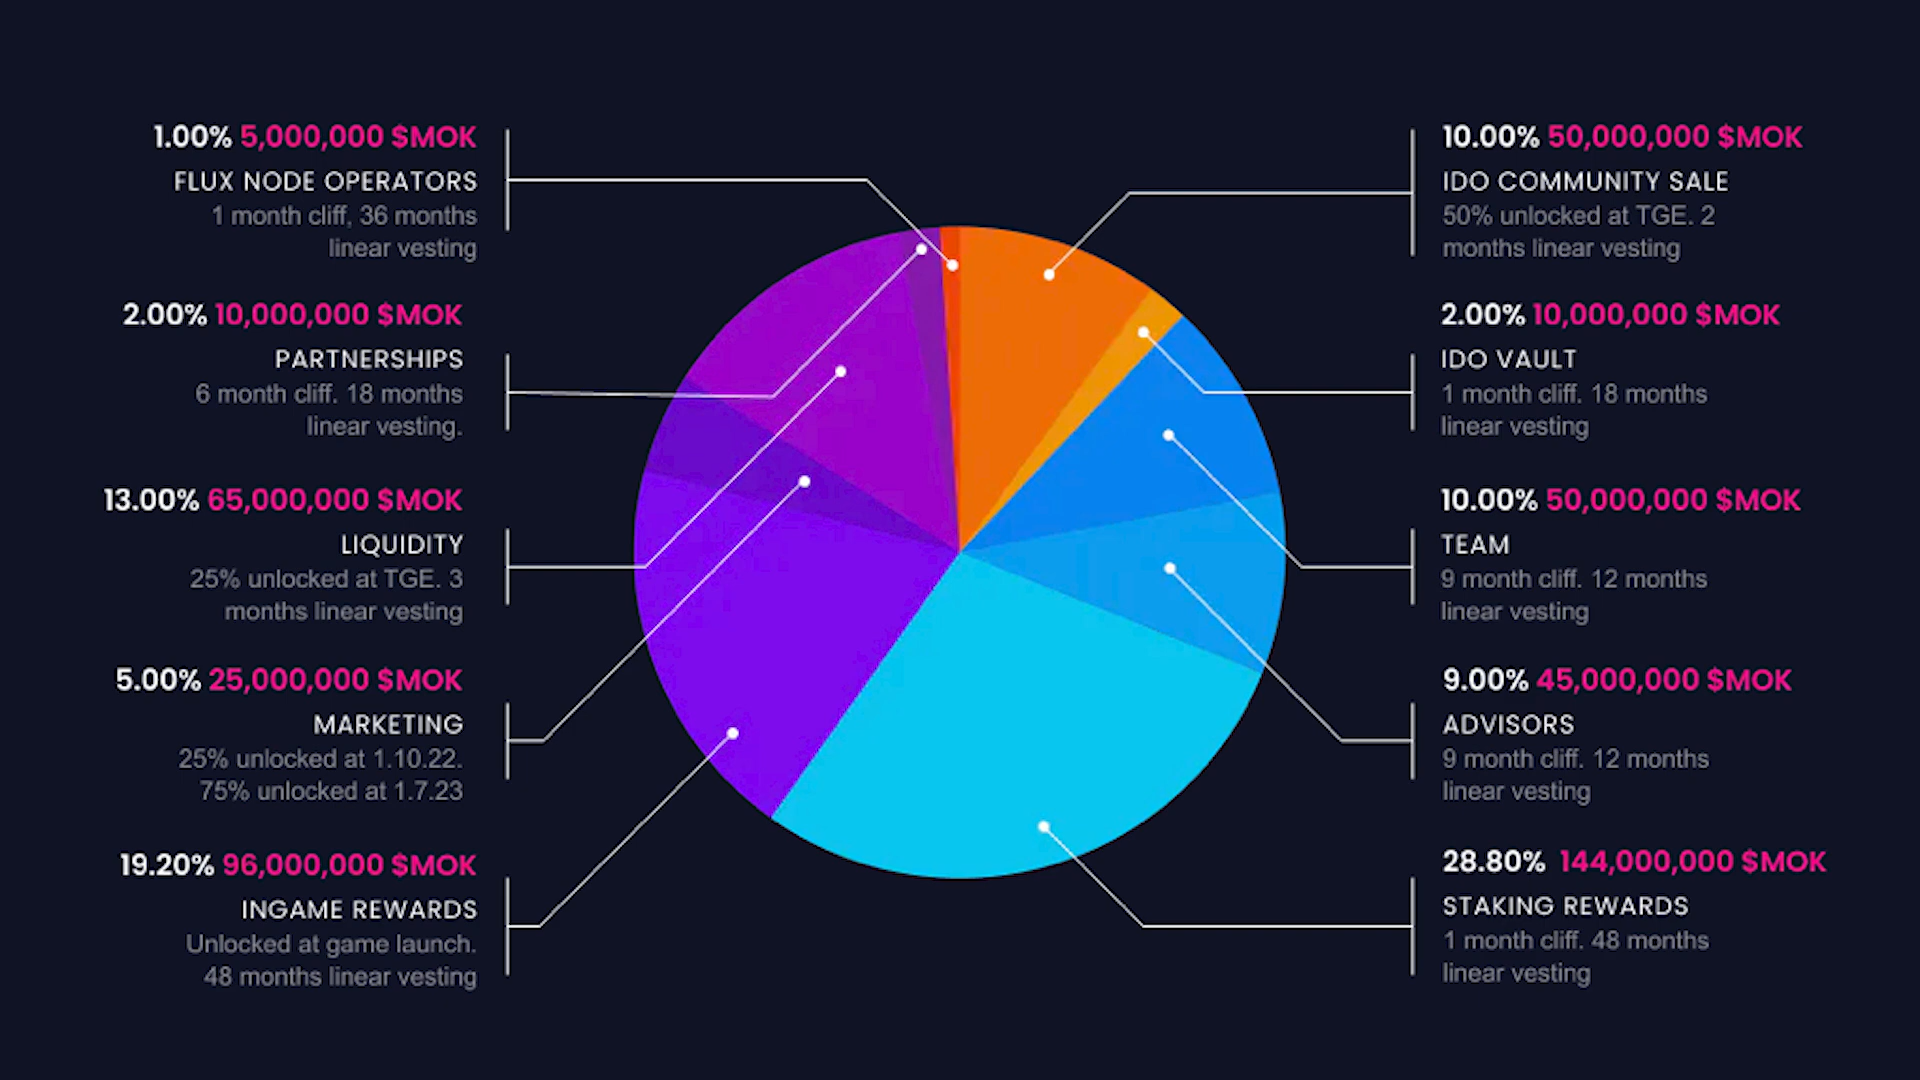 1.00% 5,000,000 $MOK
FLUX NODE OPERATORS
1 month cliff, 36 months
linear vesting
2.00% 10,000,000 $MOK
PARTNERSHIPS
6 month cliff. 18 months
linear vesting.
13.00% 65,000,000 $MOK
LIQUIDITY
25% unlocked at TGE. 3
months linear vesting
5.00% 25,000,000 $MOK
MARKETING
25% unlocked at 1.10.22.
75% unlocked at 1.7.23
19.20% 96,000,000 $MOK
INGAME REWARDS
Unlocked at game launch.
48 months linear vesting
10.00% 50,000,000 $MOK
IDO COMMUNITY SALE
50% unlocked at TGE. 2
months linear vesting
2.00% 10,000,000 $MOK
IDO VAULT
1 month cliff. 18 months
linear vesting
10.00% 50,000,000 $MOK
TEAM
9 month cliff. 12 months
linear vesting
9.00% 45,000,000 $MOK
ADVISORS
9 month cliff. 12 months
linear vesting
28.80% 144,000,000 $MOK
STAKING REWARDS
1 month cliff. 48 months
linear vesting